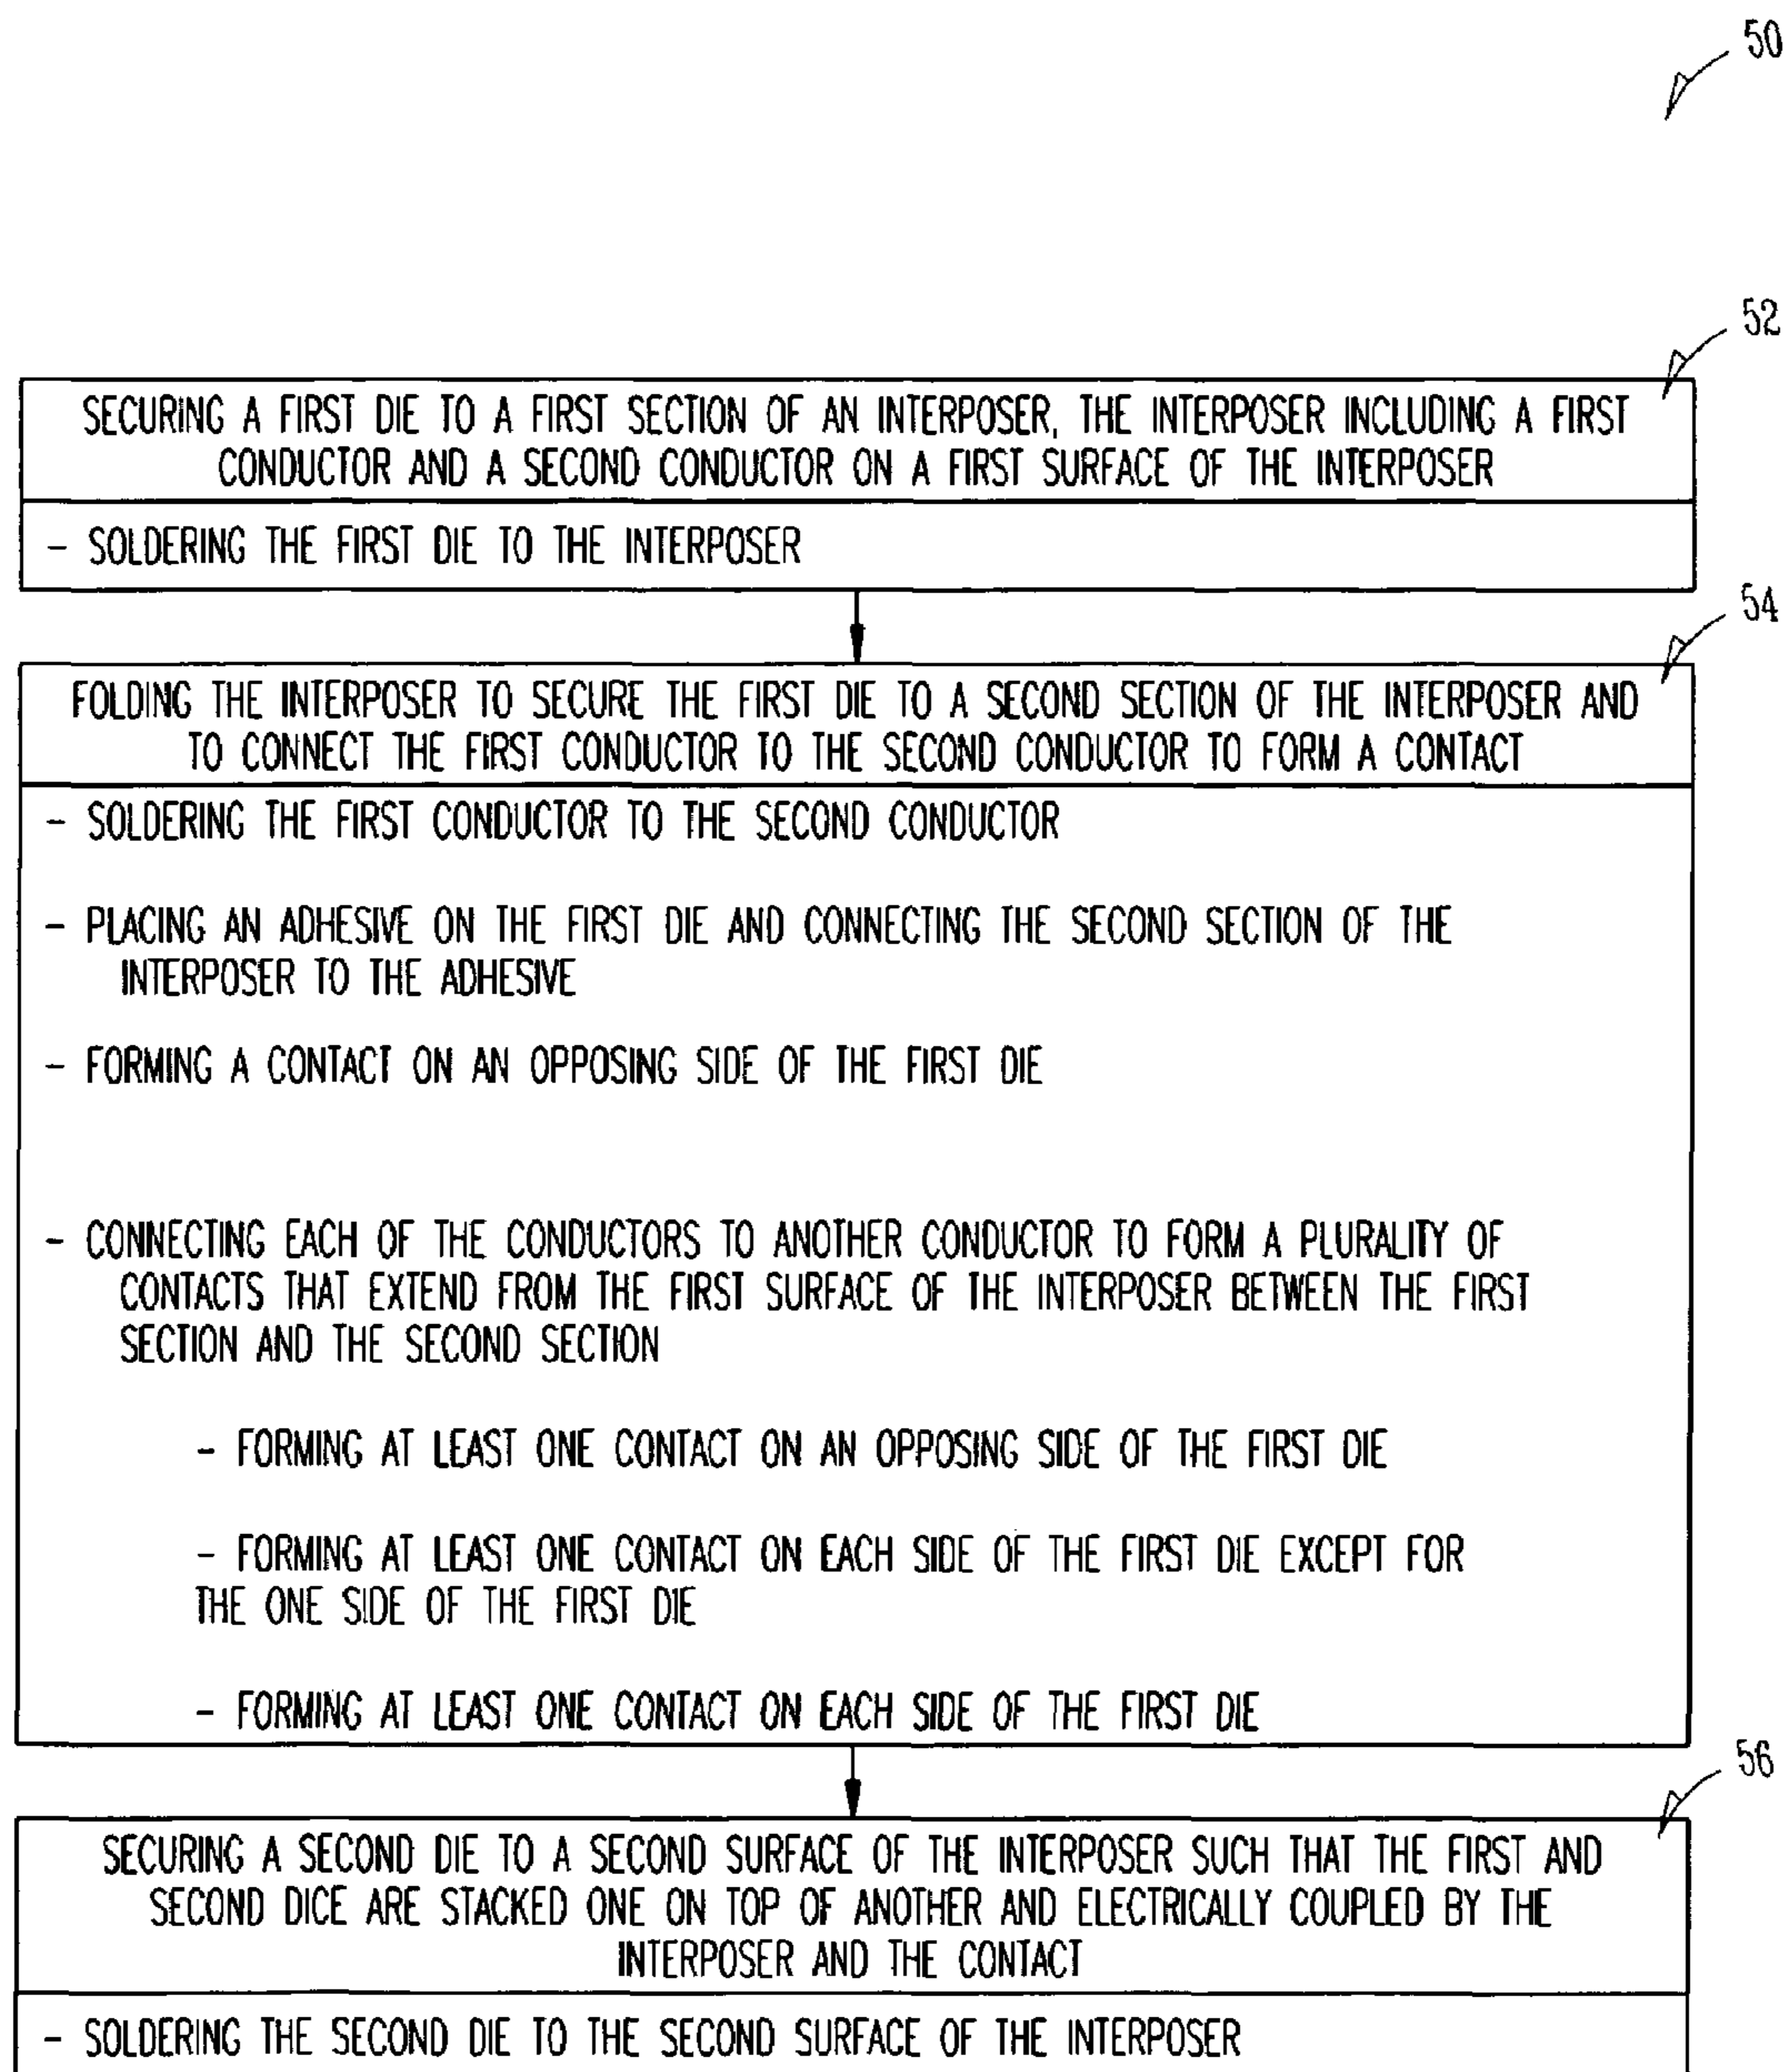 50
52
SECURING A FIRST DIE TO A FIRST SECTION OF AN INTERPOSER, THE INTERPOSER INCLUDING A FIRST
CONDUCTOR AND A SECOND CONDUCTOR ON A FIRST SURFACE OF THE INTERPOSER
- SOLDERING THE FIRST DIE TO THE INTERPOSER
54
FOLDING THE INTERPOSER TO SECURE THE FIRST DIE TO A SECOND SECTION OF THE INTERPOSER AND
TO CONNECT THE FIRST CONDUCTOR TO THE SECOND CONDUCTOR TO FORM A CONTACT
- SOLDERING THE FIRST CONDUCTOR TO THE SECOND CONDUCTOR
- PLACING AN ADHESIVE ON THE FIRST DIE AND CONNECTING THE SECOND SECTION OF THE
INTERPOSER TO THE ADHESIVE
- FORMING A CONTACT ON AN OPPOSING SIDE OF THE FIRST DIE
- CONNECTING EACH OF THE CONDUCTORS TO ANOTHER CONDUCTOR TO FORM A PLURALITY OF
CONTACTS THAT EXTEND FROM THE FIRST SURFACE OF THE INTERPOSER BETWEEN THE FIRST
SECTION AND THE SECOND SECTION
- FORMING AT LEAST ONE CONTACT ON AN OPPOSING SIDE OF THE FIRST DIE
- FORMING AT LEAST ONE CONTACT ON EACH SIDE OF THE FIRST DIE EXCEPT FOR
THE ONE SIDE OF THE FIRST DIE
- FORMING AT LEAST ONE CONTACT ON EACH SIDE OF THE FIRST DIE
56
SECURING A SECOND DIE TO A SECOND SURFACE OF THE INTERPOSER SUCH THAT THE FIRST AND
SECOND DICE ARE STACKED ONE ON TOP OF ANOTHER AND ELECTRICALLY COUPLED BY THE
INTERPOSER AND THE CONTACT
- SOLDERING THE SECOND DIE TO THE SECOND SURFACE OF THE INTERPOSER